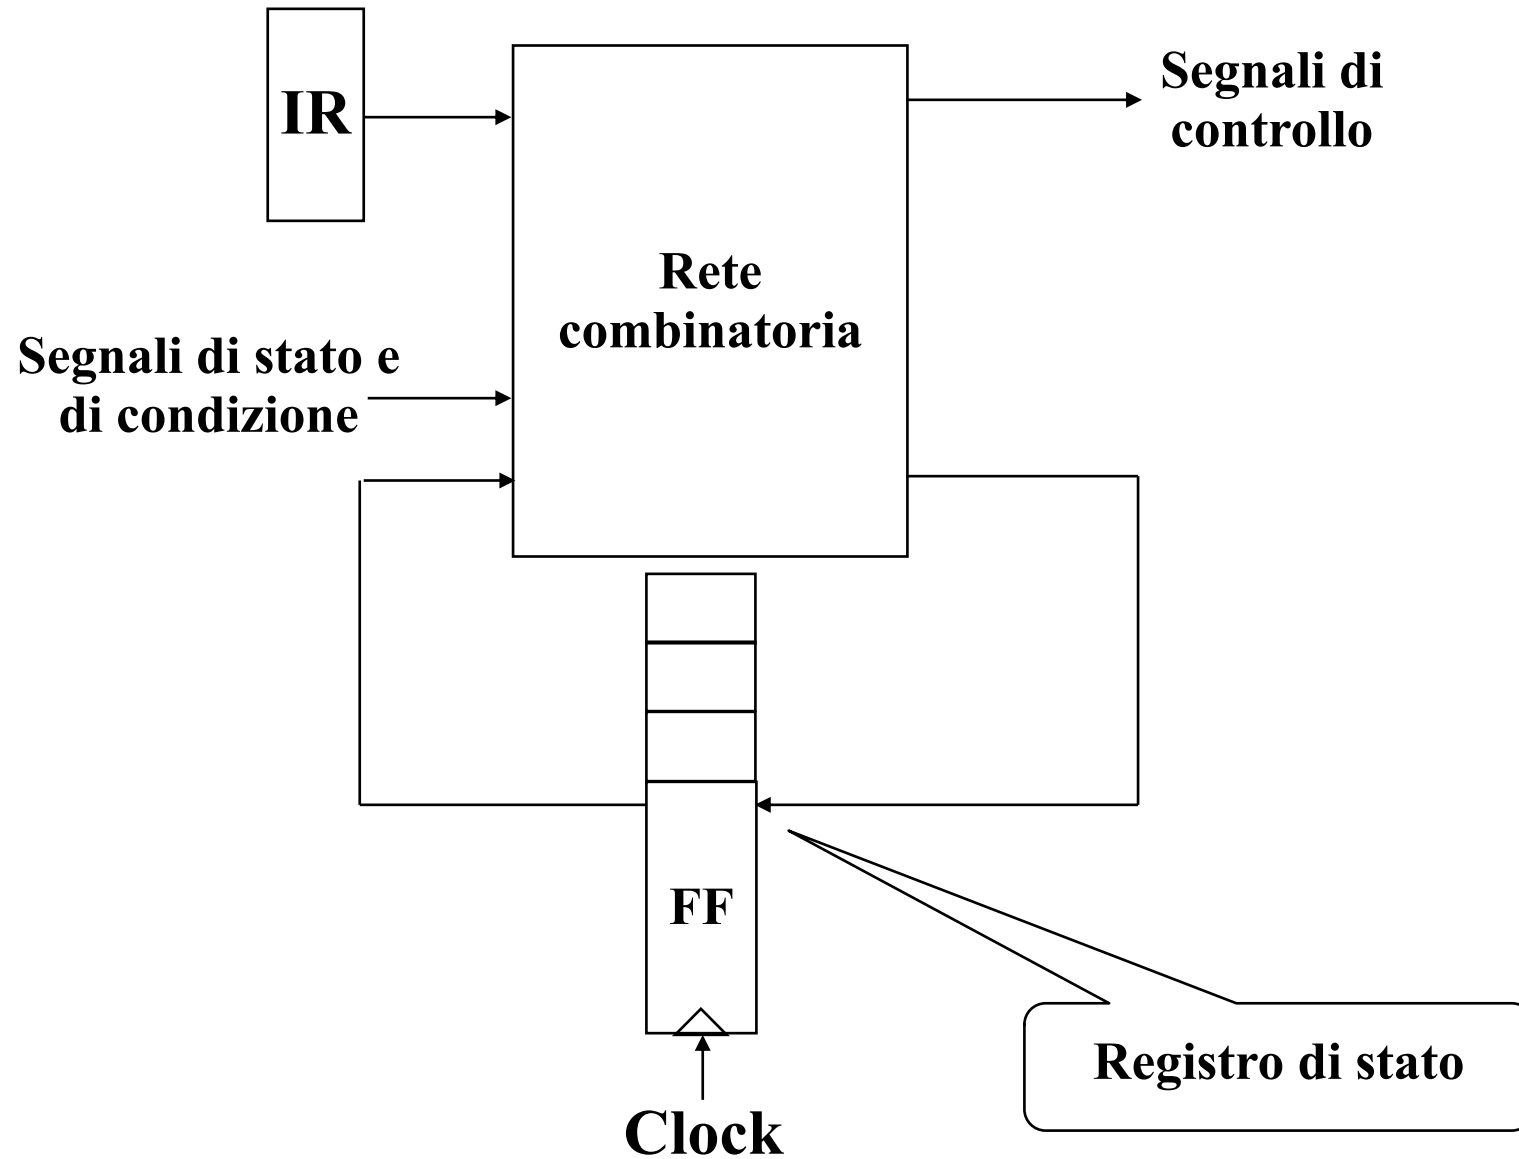 IR
Segnali di
controllo
Rete
combinatoria
Segnali di stato e
di condizione
FF
Registro di stato
Clock